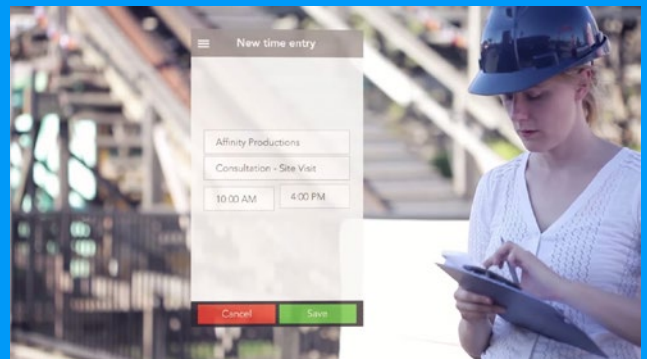 New time entry
Affinity Productions
Consultation - Site Visit
10:00 AM 4:00 PM
Cancel Save